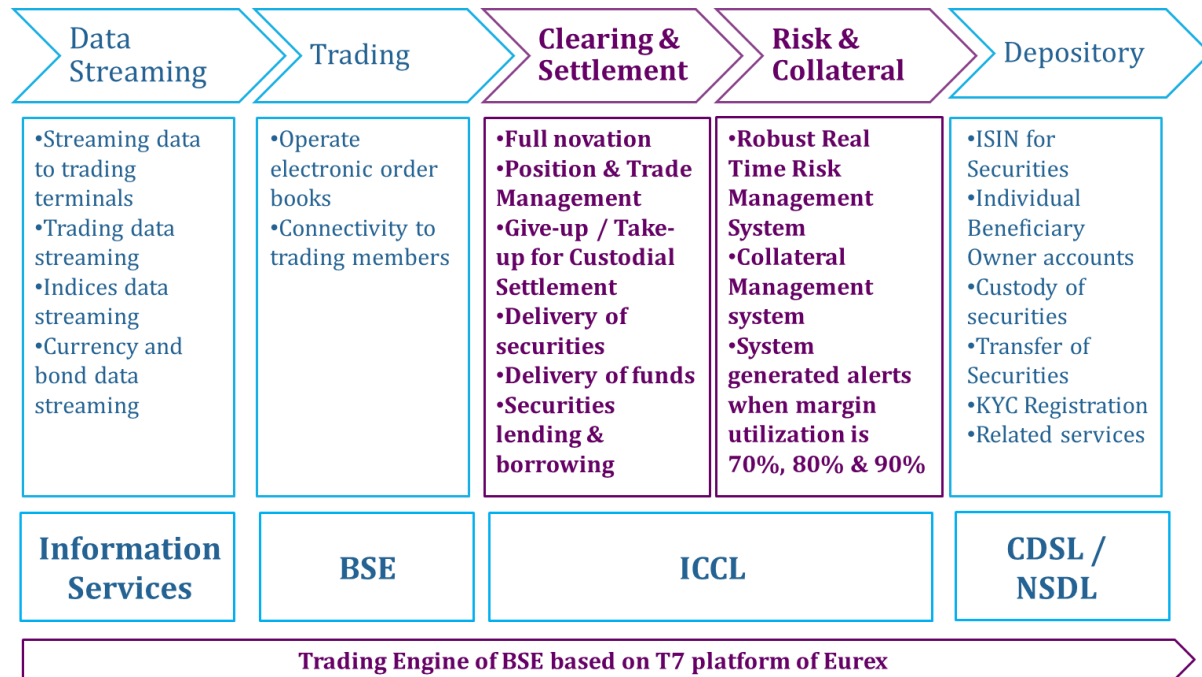 Data
Streaming
Trading
Clearing &
Settlement
Risk &
Collateral
Depository
•Streaming data
to trading
terminals
•Trading data
streaming
•Indices data
streaming
•Currency and
bond data
streaming
•Operate
electronic order
books
•Connectivity to
trading members
•Full novation
•Position & Trade
Management
•Give-up / Take-
up for Custodial
Settlement
•Delivery of
securities
•Delivery of funds
•Securities
lending &
borrowing
•Robust Real
Time Risk
Management
System
•Collateral
Management
system
•System
generated alerts
when margin
utilization is
70%, 80% & 90%
•ISIN for
Securities
•Individual
Beneficiary
Owner accounts
•Custody of
securities
•Transfer of
Securities
•KYC Registration
•Related services
Information
Services
BSE
ICCL
CDSL /
NSDL
Trading Engine of BSE based on T7 platform of Eurex